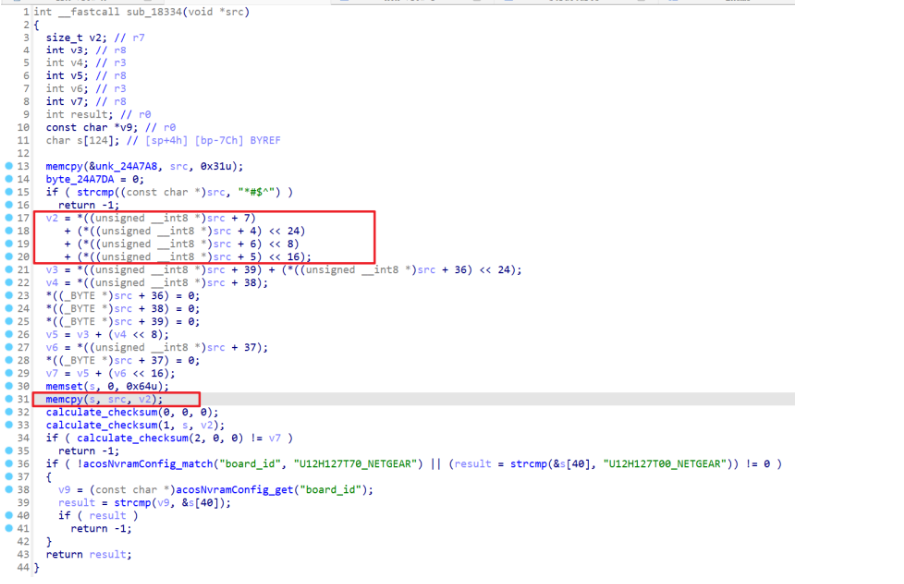 1 int __fastcall sub_18334(void *src)
2 {
3 size_t v2; // r7
4 int v3; // r8
5 int v4; // r3
6 int v5; // r8
7 int v6; // r3
8 int v7; // r8
9 int result; // r0
10 const char *v9; // r0
11 char s[124]; // [sp+4h] [bp-7Ch] BYREF
12
13 memcpy(&unk_24A7A8, src, 0x31u);
14 byte_24A7DA = 0;
15 if ( strcmp((const char *)src, "*#$^") )
16 return -1;
17 v2 = *((unsigned __int8 *)src + 7)
18 + (*((unsigned __int8 *)src + 4) << 24)
19 + (*((unsigned __int8 *)src + 6) << 8)
20 + (*((unsigned __int8 *)src + 5) << 16);
21 v3 = *((unsigned __int8 *)src + 39) + (*((unsigned __int8 *)src + 36) << 24);
22 v4 = *((unsigned __int8 *)src + 38);
23 *((_BYTE *)src + 36) = 0;
24 *((_BYTE *)src + 38) = 0;
25 *((_BYTE *)src + 39) = 0;
26 v5 = v3 + (v4 << 8);
27 v6 = *((unsigned __int8 *)src + 37);
28 *((_BYTE *)src + 37) = 0;
29 v7 = v5 + (v6 << 16);
30 memset(s, 0, 0x64u);
31 memcpy(s, src, v2);
32 calculate_checksum(0, 0, 0);
33 calculate_checksum(1, s, v2);
34 if ( calculate_checksum(2, 0, 0) != v7 )
35 return -1;
36 if ( !acosNvramConfig_match("board_id", "U12H127T70_NETGEAR") || (result = strcmp(&s[40], "U12H127T00_NETGEAR")) != 0 )
37 {
38 v9 = (const char *)acosNvramConfig_get("board_id");
39 result = strcmp(v9, &s[40]);
40 if ( result )
41 return -1;
42 }
43 return result;
44 }